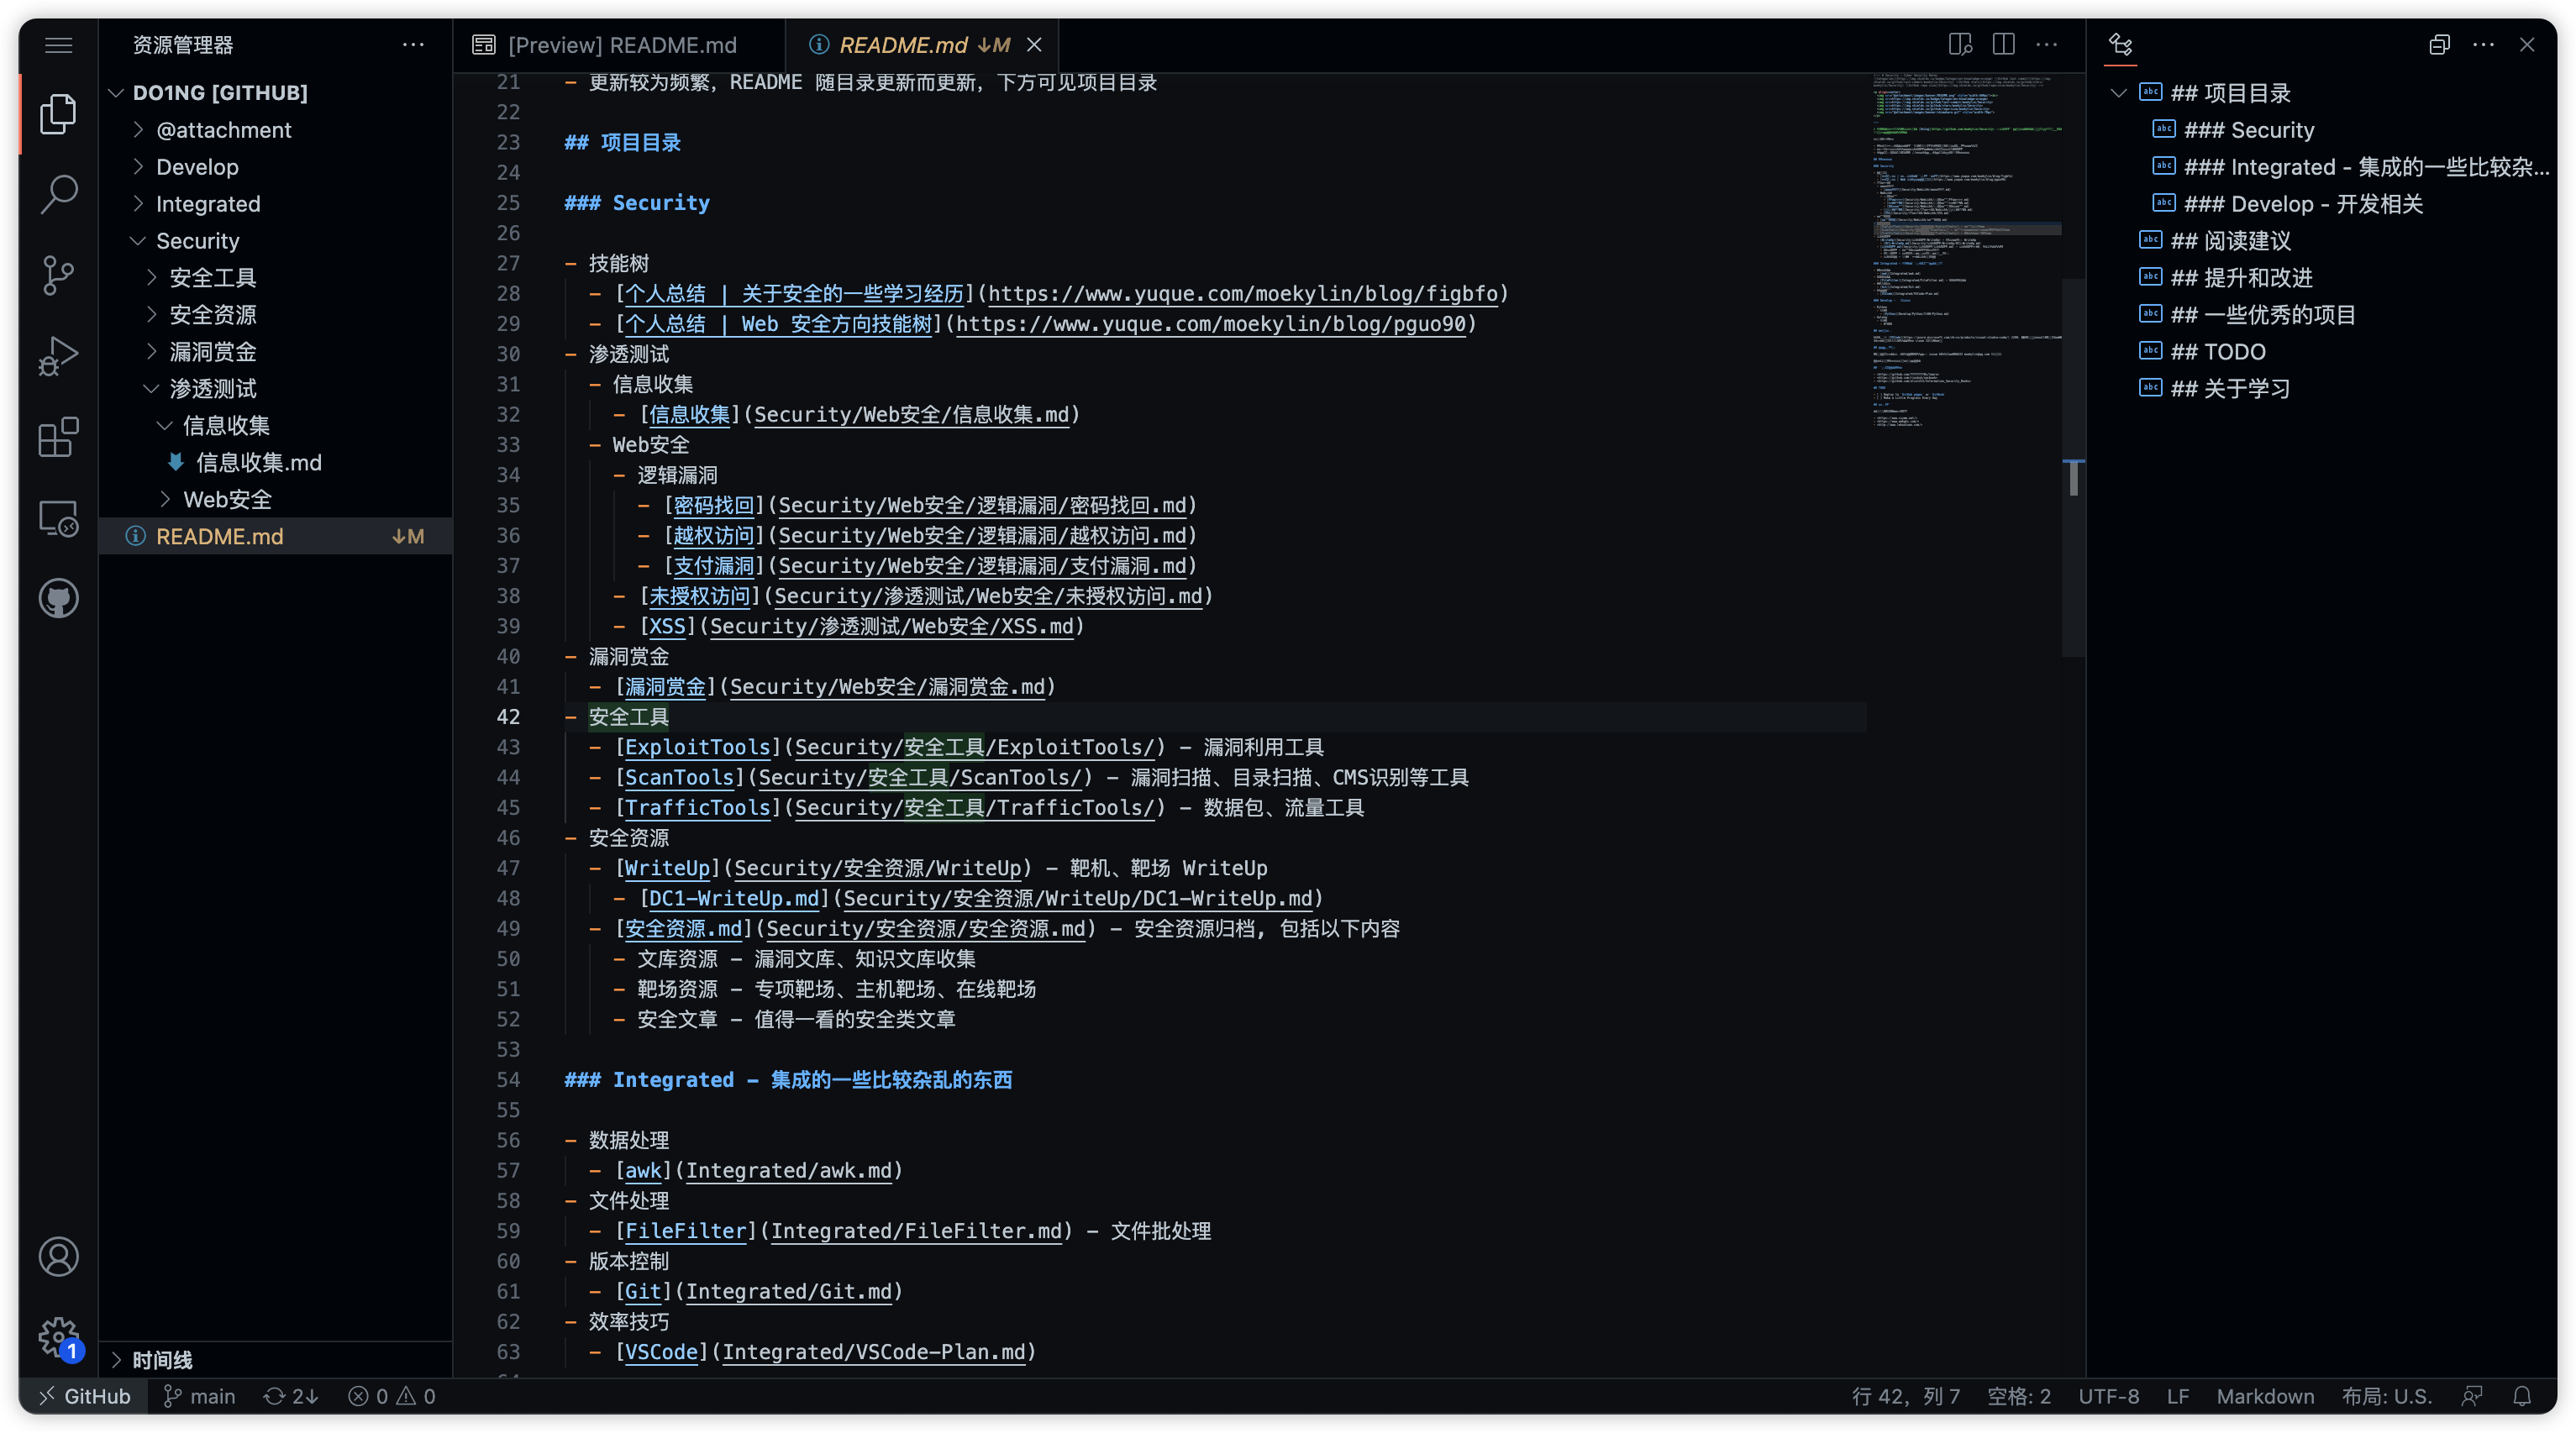 资源管理器
DO1NG [GITHUB]
@attachment
Develop
Integrated
Security
安全工具
安全资源
漏洞赏金
渗透测试
信息收集
信息收集.md
Web安全
README.md ↓M
时间线
[Preview] README.md
README.md ↓M
21 - 更新较为频繁，README 随目录更新而更新，下方可见项目目录
22
23 ## 项目目录
24
25 ### Security
26
27 - 技能树
28 - [个人总结 | 关于安全的一些学习经历](https://www.yuque.com/moekylin/blog/figbfo)
29 - [个人总结 | Web 安全方向技能树](https://www.yuque.com/moekylin/blog/pguo90)
30 - 渗透测试
31 - 信息收集
32 - [信息收集](Security/Web安全/信息收集.md)
33 - Web安全
34 - 逻辑漏洞
35 - [密码找回](Security/Web安全/逻辑漏洞/密码找回.md)
36 - [越权访问](Security/Web安全/逻辑漏洞/越权访问.md)
37 - [支付漏洞](Security/Web安全/逻辑漏洞/支付漏洞.md)
38 - [未授权访问](Security/渗透测试/Web安全/未授权访问.md)
39 - [XSS](Security/渗透测试/Web安全/XSS.md)
40 - 漏洞赏金
41 - [漏洞赏金](Security/Web安全/漏洞赏金.md)
42 - 安全工具
43 - [ExploitTools](Security/安全工具/ExploitTools/) - 漏洞利用工具
44 - [ScanTools](Security/安全工具/ScanTools/) - 漏洞扫描、目录扫描、CMS识别等工具
45 - [TrafficTools](Security/安全工具/TrafficTools/) - 数据包、流量工具
46 - 安全资源
47 - [WriteUp](Security/安全资源/WriteUp) - 靶机、靶场 WriteUp
48 - [DC1-WriteUp.md](Security/安全资源/WriteUp/DC1-WriteUp.md)
49 - [安全资源.md](Security/安全资源/安全资源.md) - 安全资源归档, 包括以下内容
50 - 文库资源 - 漏洞文库、知识文库收集
51 - 靶场资源 - 专项靶场、主机靶场、在线靶场
52 - 安全文章 - 值得一看的安全类文章
53
54 ### Integrated - 集成的一些比较杂乱的东西
55
56 - 数据处理
57 - [awk](Integrated/awk.md)
58 - 文件处理
59 - [FileFilter](Integrated/FileFilter.md) - 文件批处理
60 - 版本控制
61 - [Git](Integrated/Git.md)
62 - 效率技巧
63 - [VSCode](Integrated/VSCode-Plan.md)
## 项目目录
### Security
### Integrated - 集成的一些比较杂...
### Develop - 开发相关
## 阅读建议
## 提升和改进
## 一些优秀的项目
## TODO
## 关于学习
1
GitHub main 2↓ 0 0 行 42，列 7 空格: 2 UTF-8 LF Markdown 布局: U.S.